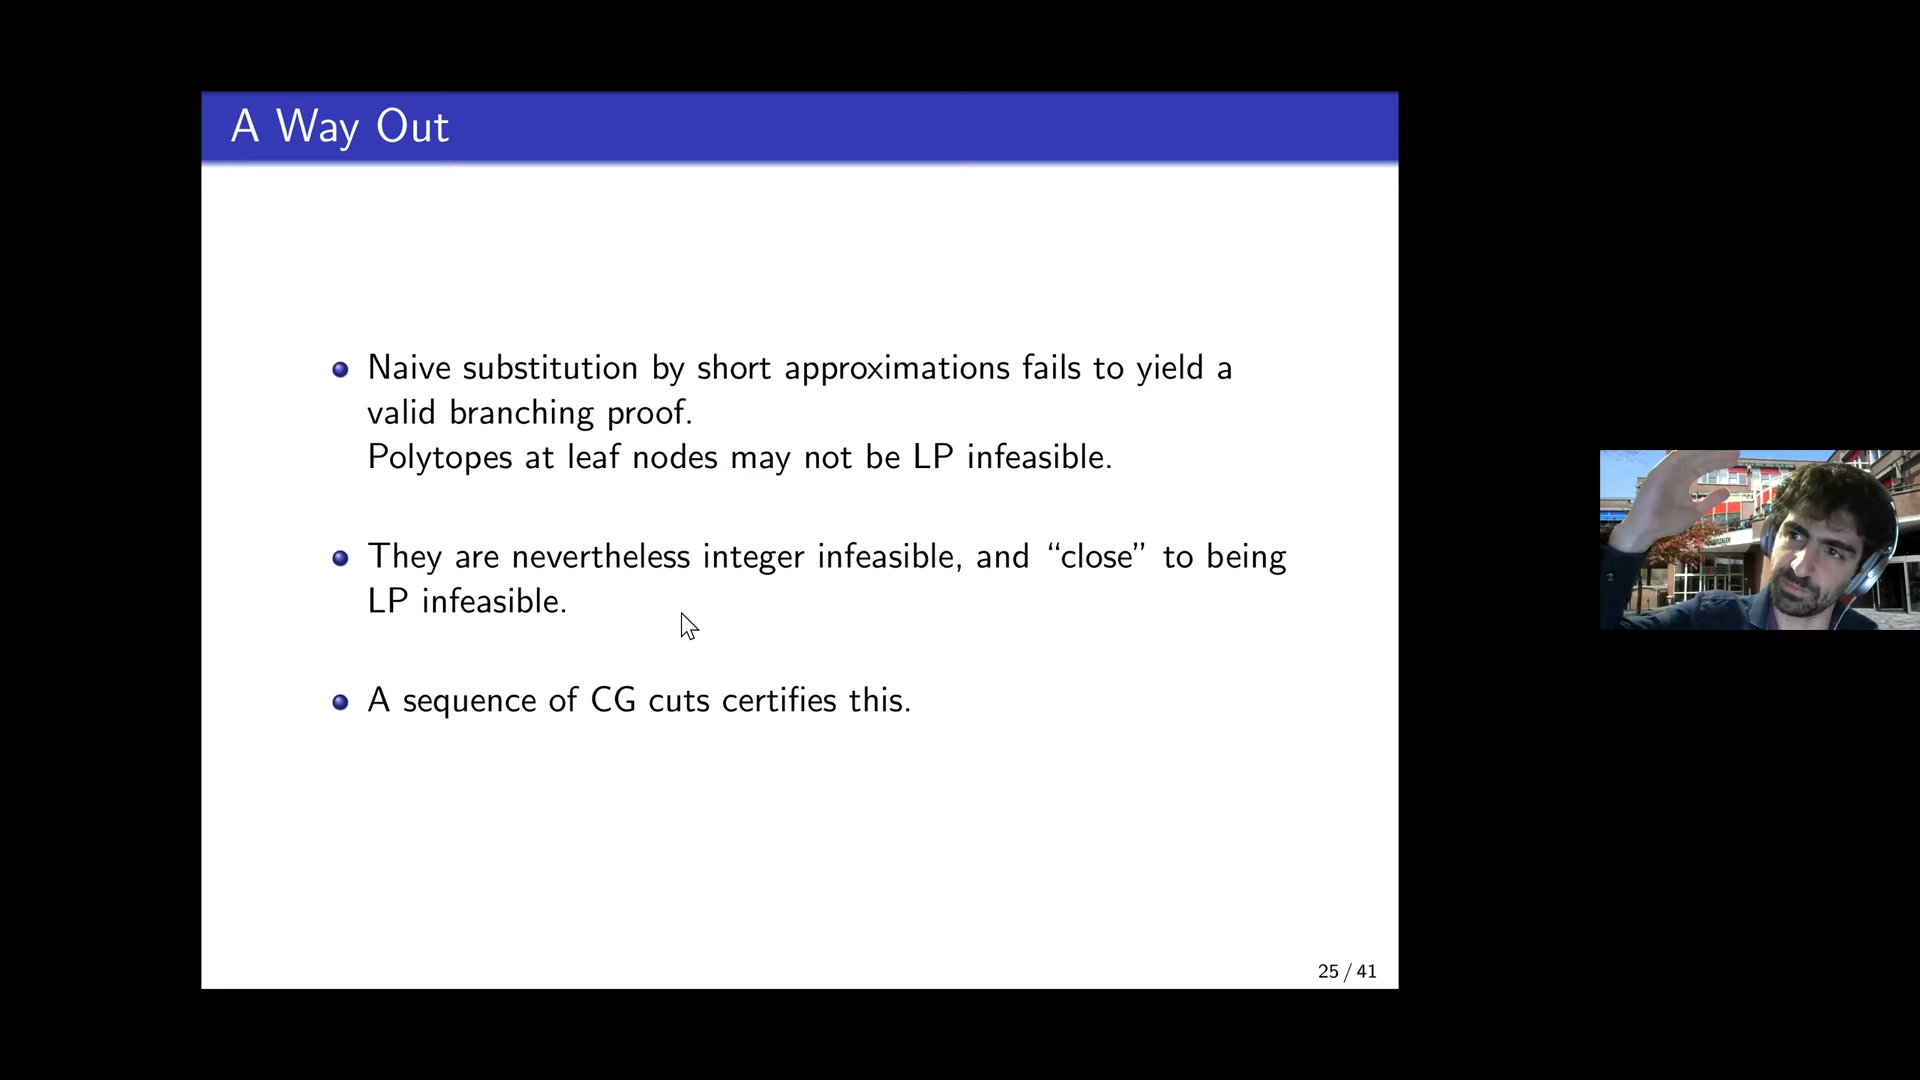 A Way Out
Naive substitution by short approximations fails to yield a
valid branching proof.
Polytopes at leaf nodes may not be LP infeasible.
They are nevertheless integer infeasible, and “close” to being
LP infeasible.
A sequence of CG cuts certifies this.
25 / 41